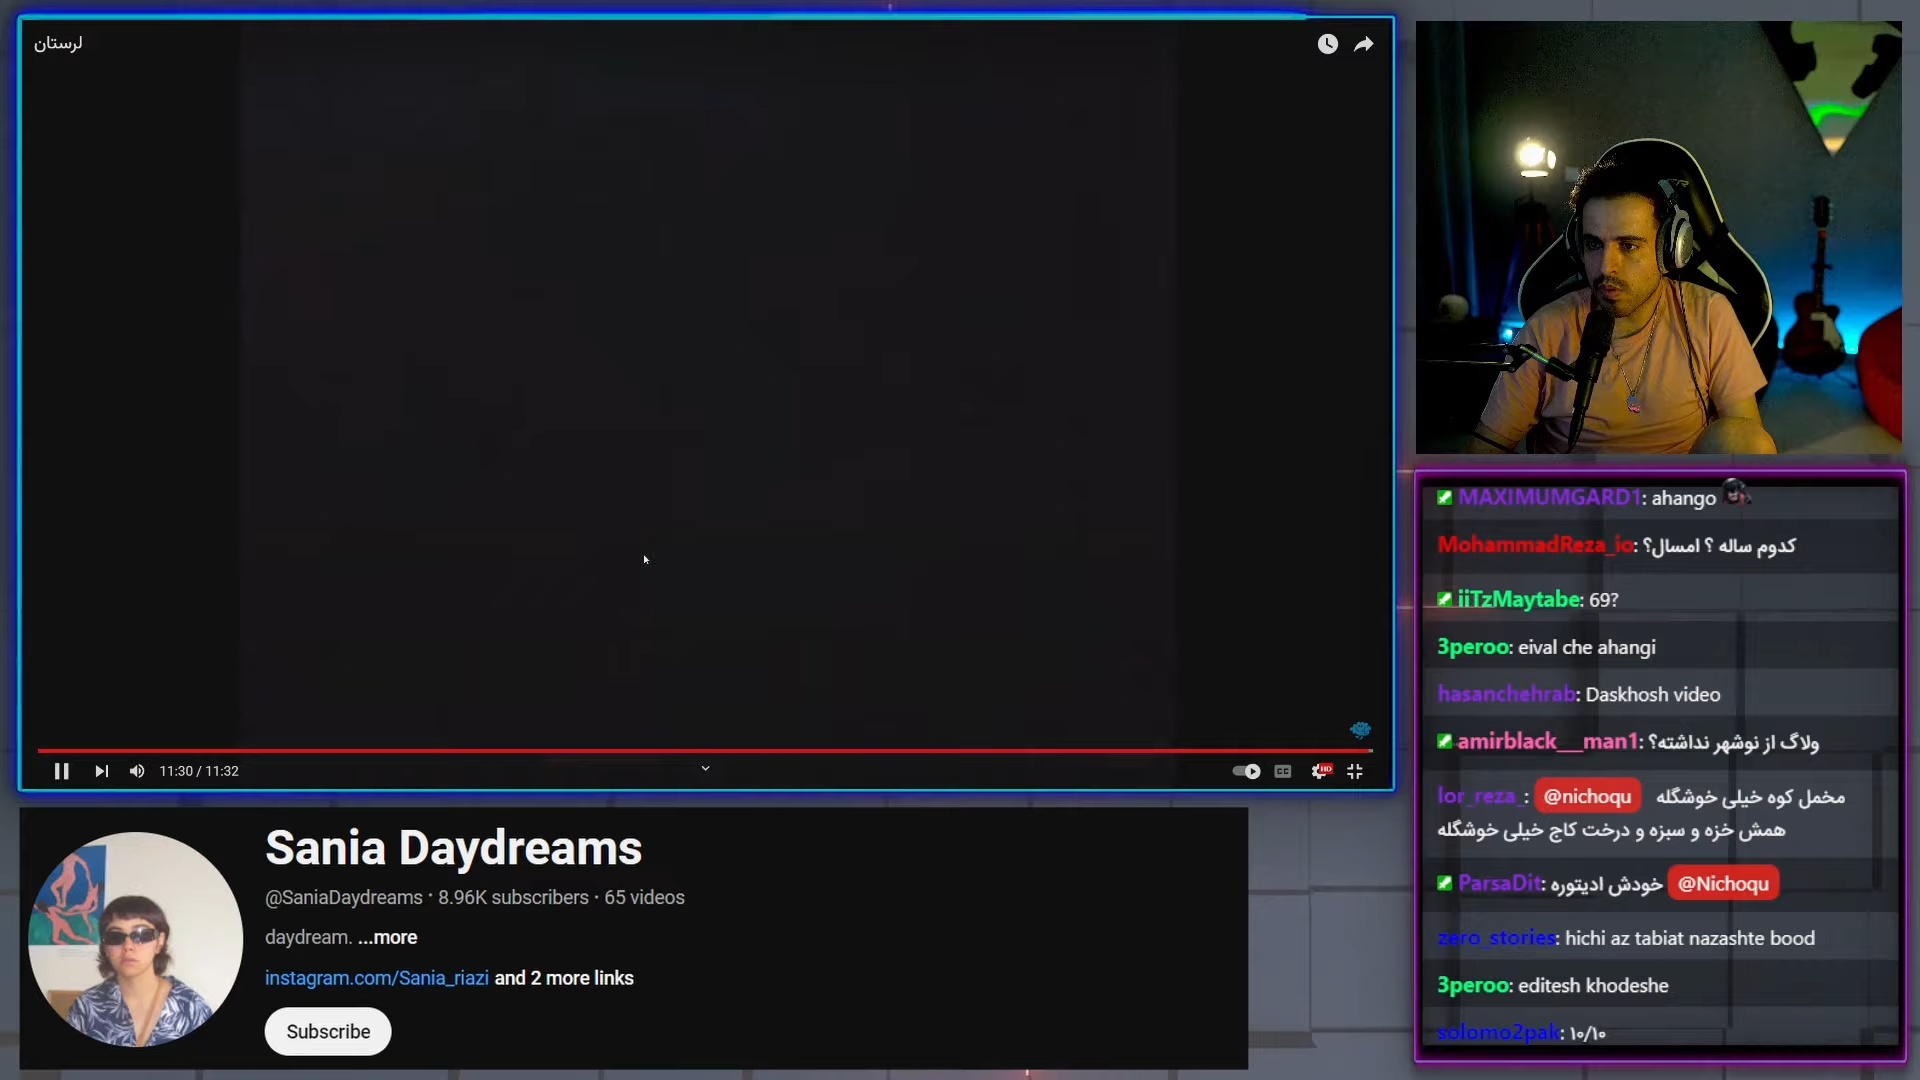 لرستان
11:30 / 11:32
CC
HD
Sania Daydreams
@SaniaDaydreams · 8.96K subscribers · 65 videos
daydream. ...more
instagram.com/Sania_riazi and 2 more links
Subscribe
MAXIMUMGARD1: ahango
MohammadReza_io: کدوم ساله ؟ امسال؟
iiTzMaytabe: 69?
3peroo: eival che ahangi
hasanchehrab: Daskhosh video
amirblack__man1: ولاگ از نوشهر نداشته؟
lor_reza_: @nichoqu مخمل کوه خیلی خوشگله
همش خزه و سبزه و درخت کاج خیلی خوشگله
ParsaDit: خودش ادیتوره @Nichoqu
zero_stories: hichi az tabiat nazashte bood
3peroo: editesh khodeshe
solomo2pak: ۱۰/۱۰